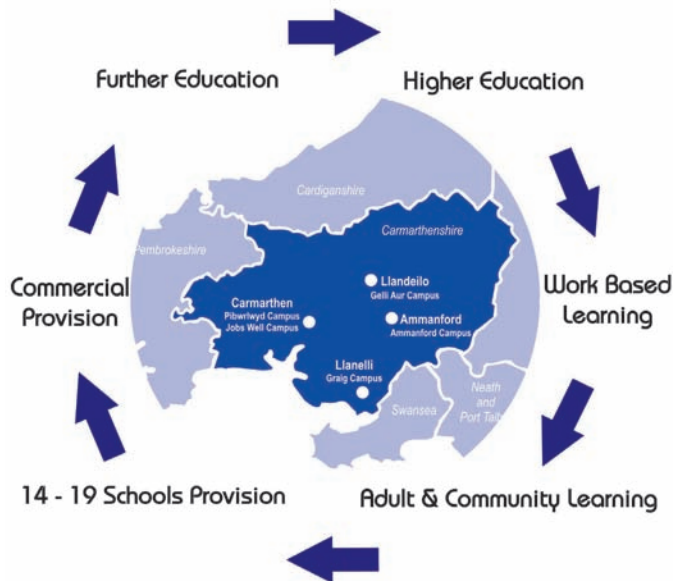 Further Education
Higher Education
Cardiganshire
Carmarthenshire
Pembrokeshire
Llandeilo
Gelli Aur Campus
Commercial
Provision
Carmarthen
Pibwrlwyd Campus
Jobs Well Campus
Ammanford
Ammanford Campus
Work Based
Learning
Llanelli
Graig Campus
Swansea
Neath
and
Port Talb
14 - 19 Schools Provision
Adult & Community Learning